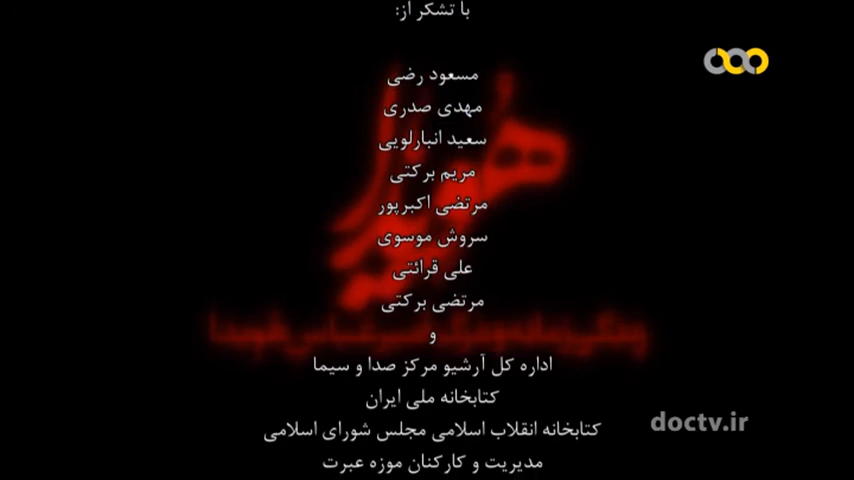 با تشکر از:
مسعود رضی
مهدی صدری
سعید انبارلویی
مریم برکتی
مرتضی اکبرپور
سروش موسوی
علی قرائتی
مرتضی برکتی
و
اداره کل آرشیو مرکز صدا و سیما
کتابخانه ملی ایران
کتابخانه انقلاب اسلامی مجلس شورای اسلامی
مدیریت و کارکنان موزه عبرت
doctv.ir